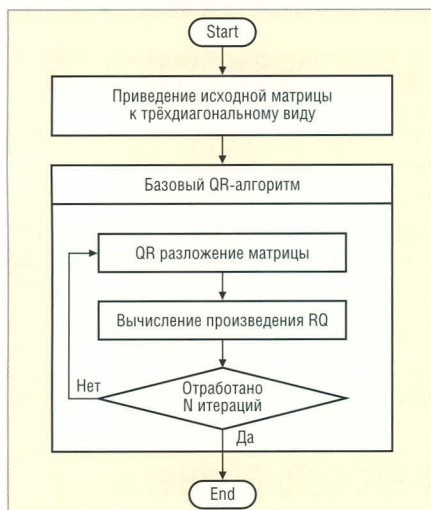 Start
Приведение исходной матрицы
к трёхдиагональному виду
Базовый QR-алгоритм
QR разложение матрицы
Вычисление произведения RQ
Нет
Отработано
N итераций
Да
End